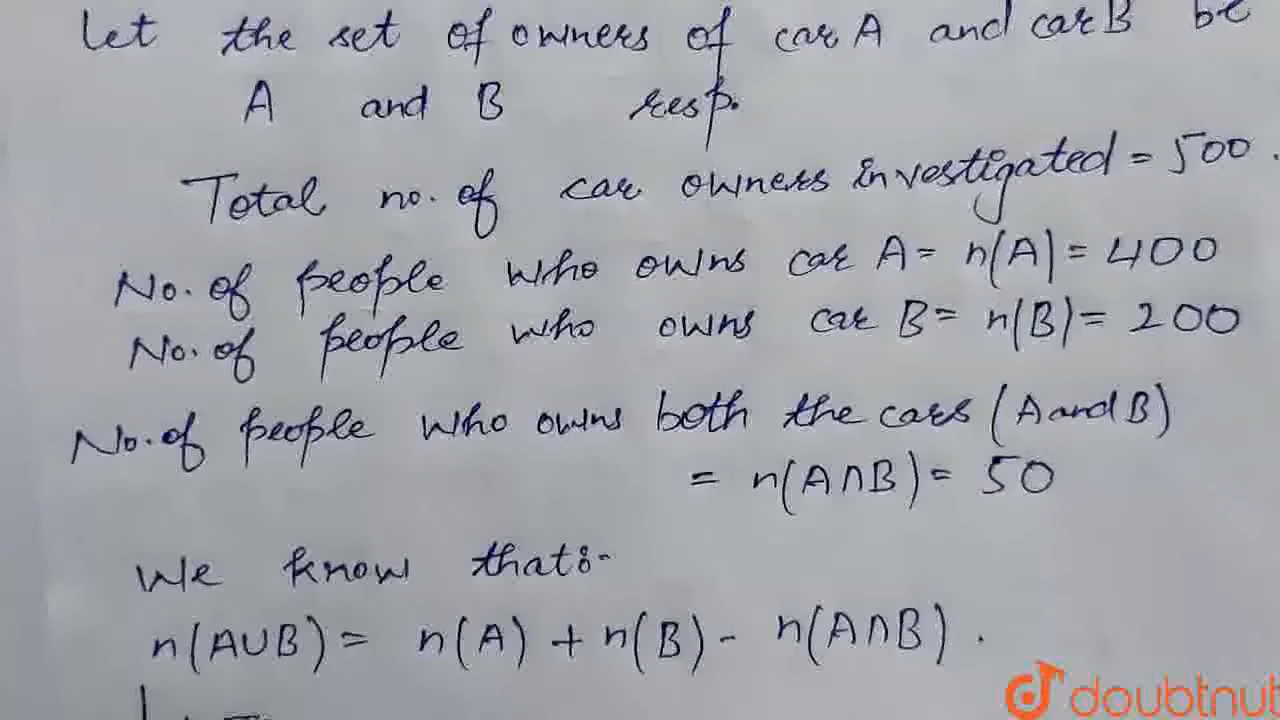 Let the set of owners of car A and car B be
A and B resp.
Total no. of car owners investigated = 500.
No. of people who owns car A = n(A) = 400
No. of people who owns car B = n(B) = 200
No. of people who owns both the cars (A and B)
= n(A∩B) = 50
We know that:-
n(A∪B) = n(A) + n(B) - n(A∩B).
doubtnut